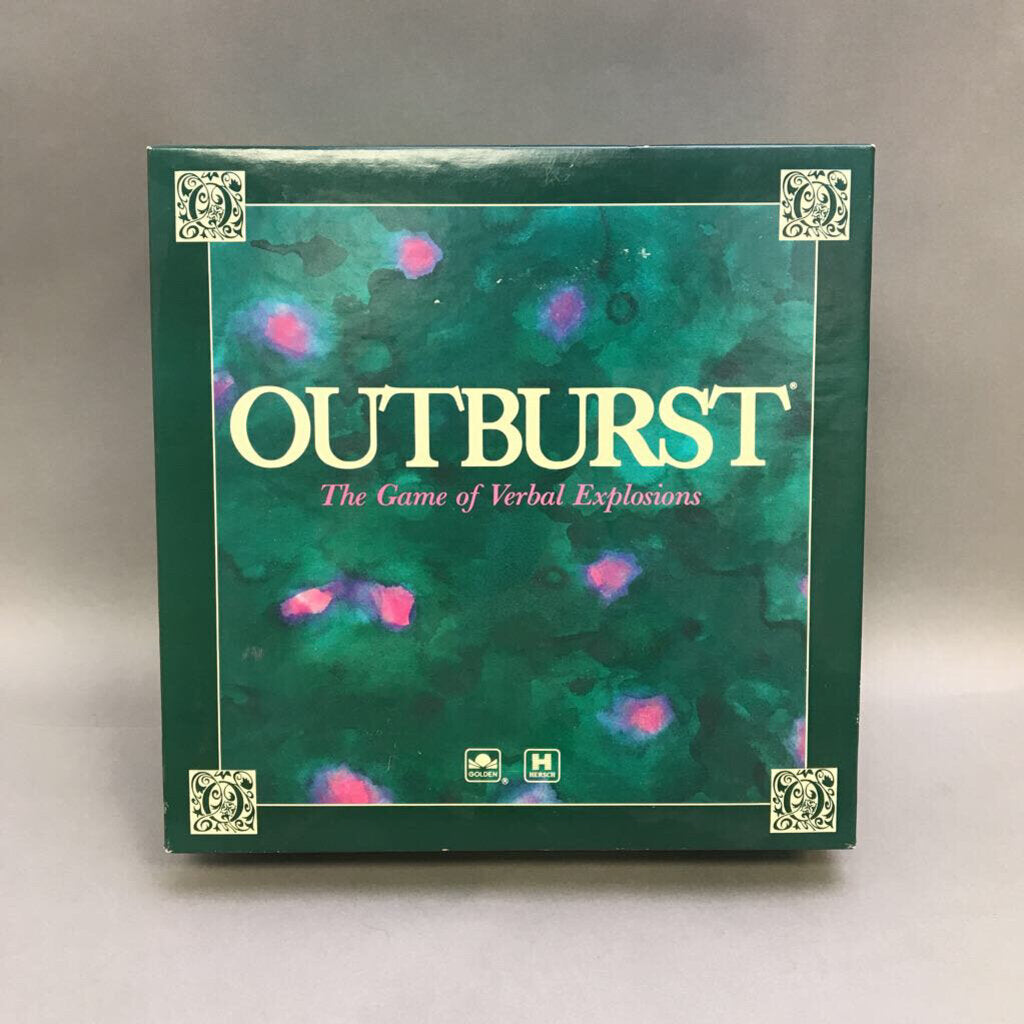 OUTBURST®
The Game of Verbal Explosions
GOLDEN®
H
HERSCH